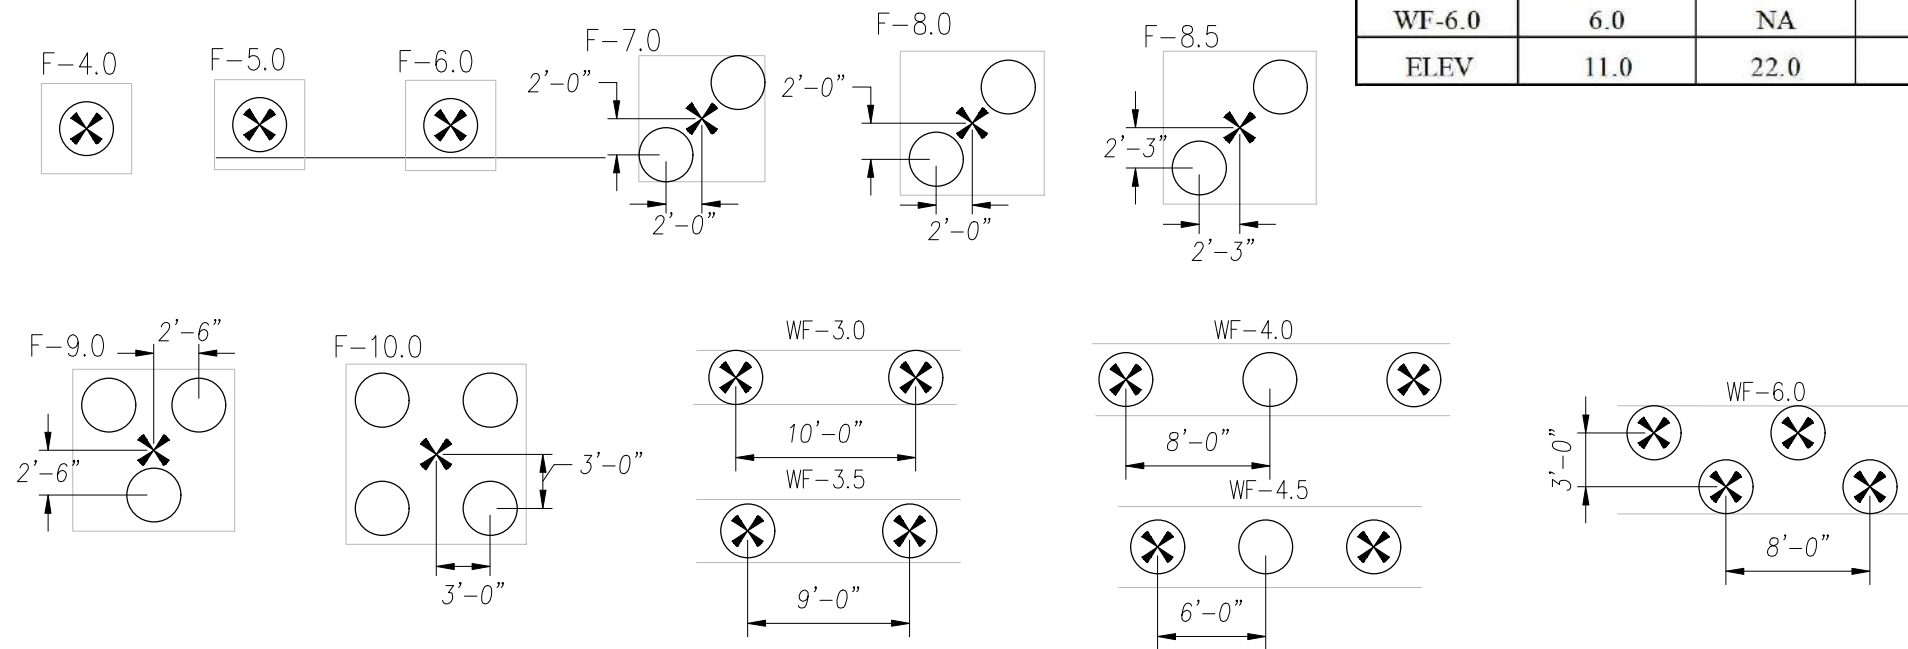 WF-6.0 6.0 NA
ELEV 11.0 22.0
F-4.0
F-5.0
F-6.0
F-7.0
2'-0"
2'-0"
F-8.0
2'-0"
2'-0"
F-8.5
2'-3"
2'-3"
F-9.0
2'-6"
2'-6"
F-10.0
3'-0"
3'-0"
WF-3.0
10'-0"
WF-3.5
9'-0"
WF-4.0
8'-0"
WF-4.5
6'-0"
WF-6.0
3'-0"
8'-0"